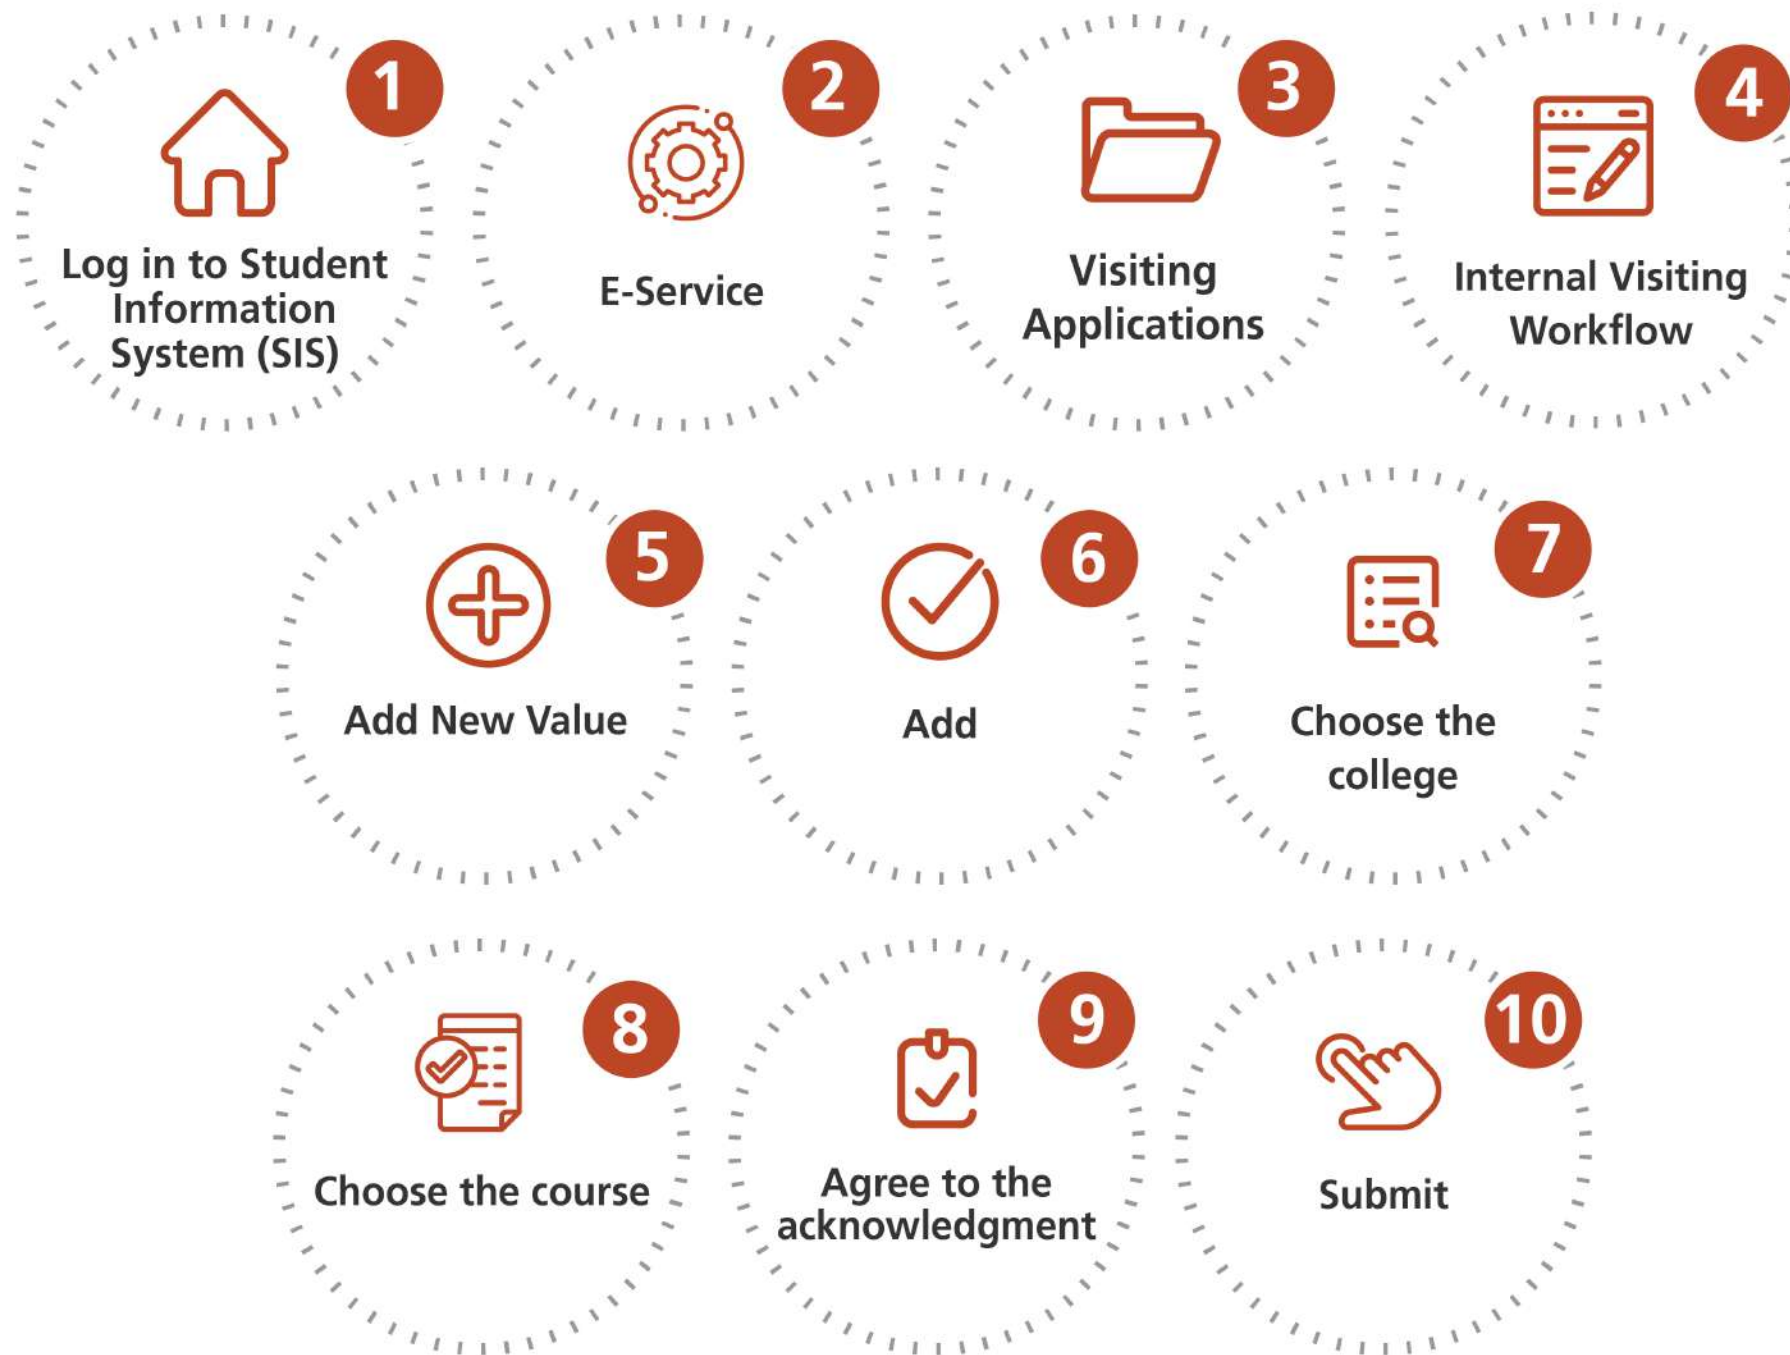 1
Log in to Student
Information
System (SIS)
2
E-Service
3
Visiting
Applications
4
Internal Visiting
Workflow
5
Add New Value
6
Add
7
Choose the
college
8
Choose the course
9
Agree to the
acknowledgment
10
Submit